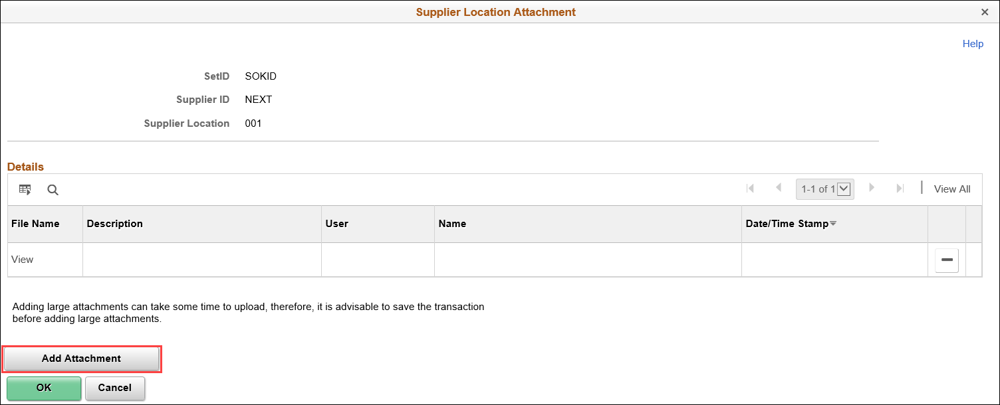 Supplier Location Attachment
Help
SetID SOKID
Supplier ID NEXT
Supplier Location 001
Details
1-1 of 1 View All
File Name Description User Name Date/Time Stamp
View
Adding large attachments can take some time to upload, therefore, it is advisable to save the transaction
before adding large attachments.
Add Attachment
OK Cancel